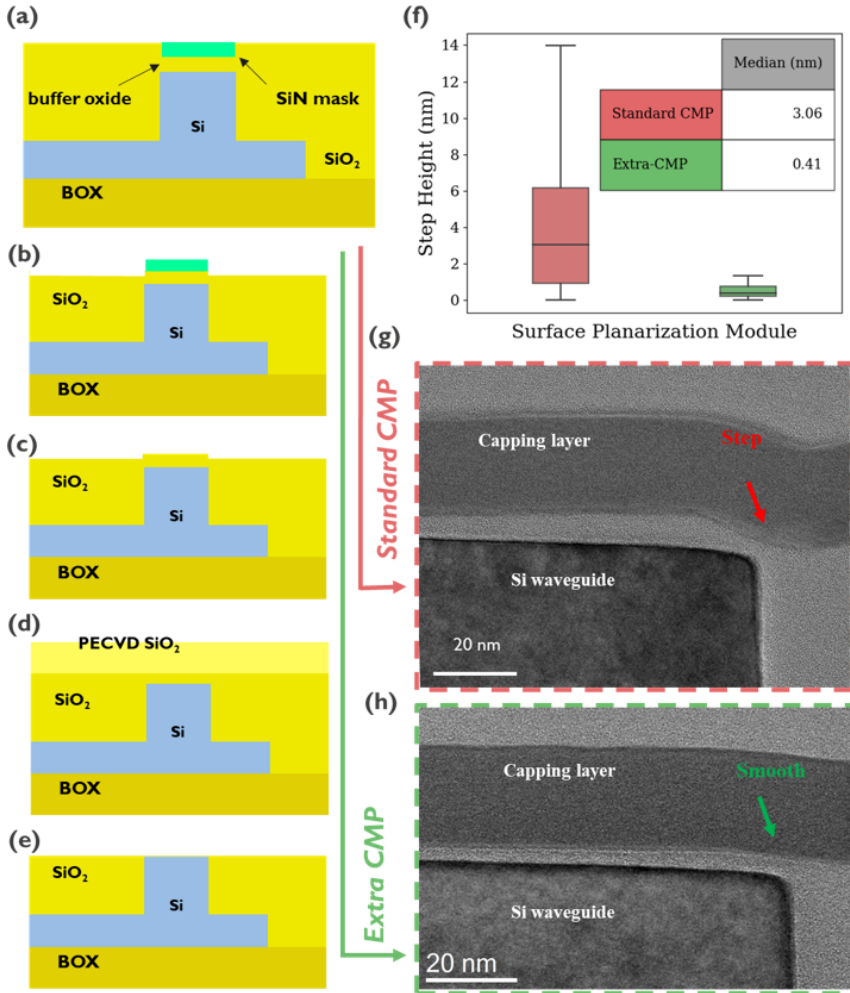 (a)
buffer oxide
SiN mask
Si
SiO₂
BOX
(b)
SiO₂
Si
BOX
(c)
SiO₂
Si
BOX
(d)
PECVD SiO₂
SiO₂
Si
BOX
(e)
SiO₂
Si
BOX
Standard CMP
Extra CMP
(f)
Step Height (nm)
14
12
10
8
6
4
2
0
Median (nm)
Standard CMP 3.06
Extra-CMP 0.41
Surface Planarization Module
(g)
Capping layer
Step
Si waveguide
20 nm
(h)
Capping layer
Smooth
Si waveguide
20 nm